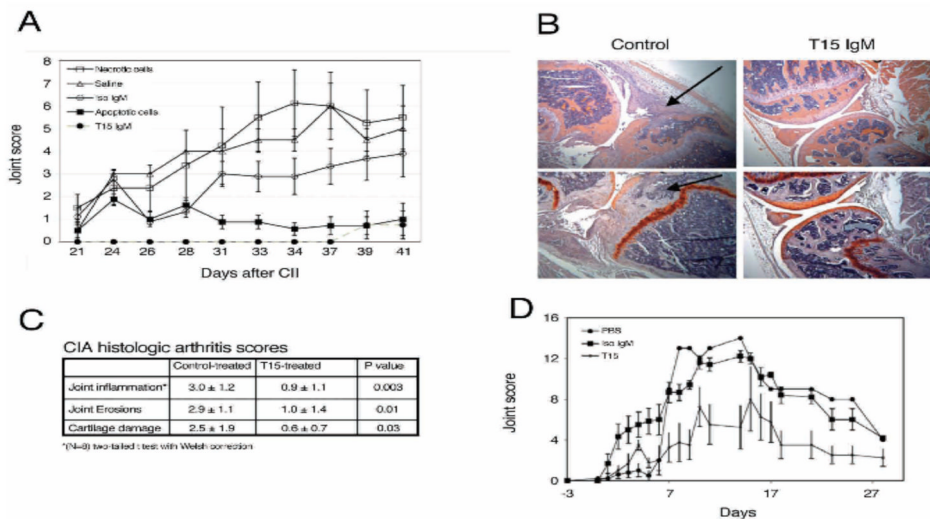 A
8
7
6
5
4
3
2
1
0
Joint score
Necrotic cells
Saline
Iso IgM
Apoptotic cells
T15 IgM
21 24 26 28 31 33 34 37 39 41
Days after CII
B
Control T15 IgM
C
CIA histologic arthritis scores
Control-treated T15-treated P value
Joint inflammation* 3.0 ± 1.2 0.9 ± 1.1 0.003
Joint Erosions 2.9 ± 1.1 1.0 ± 1.4 0.01
Cartilage damage 2.5 ± 1.9 0.6 ± 0.7 0.03
*(N=8) two-tailed t test with Welsh correction
D
16
12
8
4
0
Joint score
PBS
Iso IgM
T15
-3 7 17 27
Days